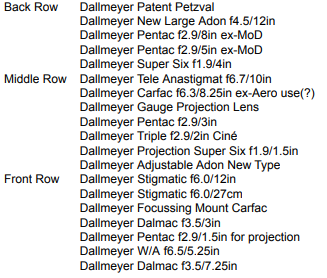 Back Row Dallmeyer Patent Petzval
Dallmeyer New Large Adon f4.5/12in
Dallmeyer Pentac f2.9/8in ex-MoD
Dallmeyer Pentac f2.9/5in ex-MoD
Dallmeyer Super Six f1.9/4in
Middle Row Dallmeyer Tele Anastigmat f6.7/10in
Dallmeyer Carfac f6.3/8.25in ex-Aero use(?)
Dallmeyer Gauge Projection Lens
Dallmeyer Pentac f2.9/3in
Dallmeyer Triple f2.9/2in Ciné
Dallmeyer Projection Super Six f1.9/1.5in
Dallmeyer Adjustable Adon New Type
Front Row Dallmeyer Stigmatic f6.0/12in
Dallmeyer Stigmatic f6.0/27cm
Dallmeyer Focussing Mount Carfac
Dallmeyer Dalmac f3.5/3in
Dallmeyer Pentac f2.9/1.5in for projection
Dallmeyer W/A f6.5/5.25in
Dallmeyer Dalmac f3.5/7.25in